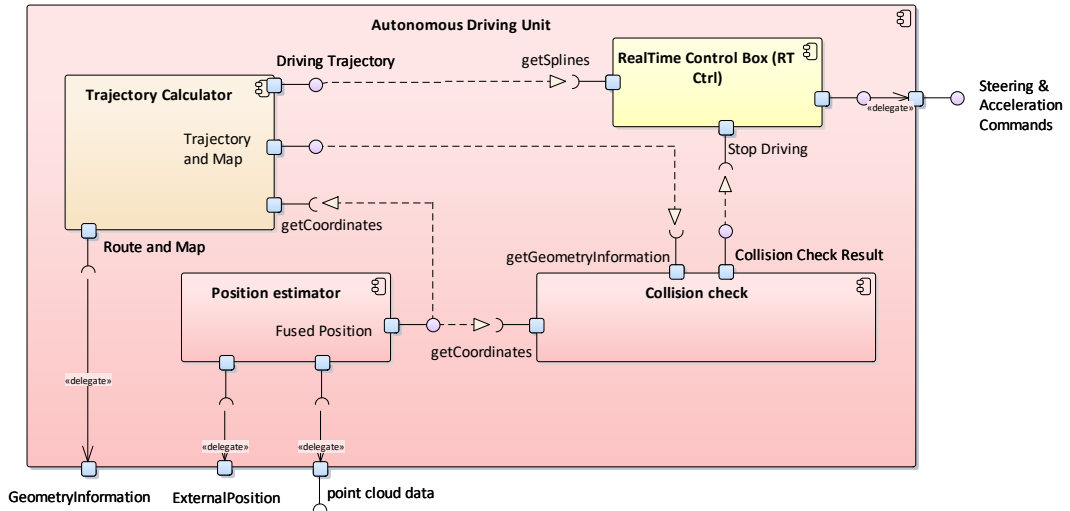 Autonomous Driving Unit
Driving Trajectory
getSplines
RealTime Control Box (RT
Ctrl)
Trajectory Calculator
Steering &
Acceleration
Commands
«delegate»
Trajectory
and Map
Stop Driving
getCoordinates
Route and Map
getGeometryInformation
Collision Check Result
Position estimator
Collision check
Fused Position
getCoordinates
«delegate»
«delegate»
«delegate»
GeometryInformation
ExternalPosition
point cloud data